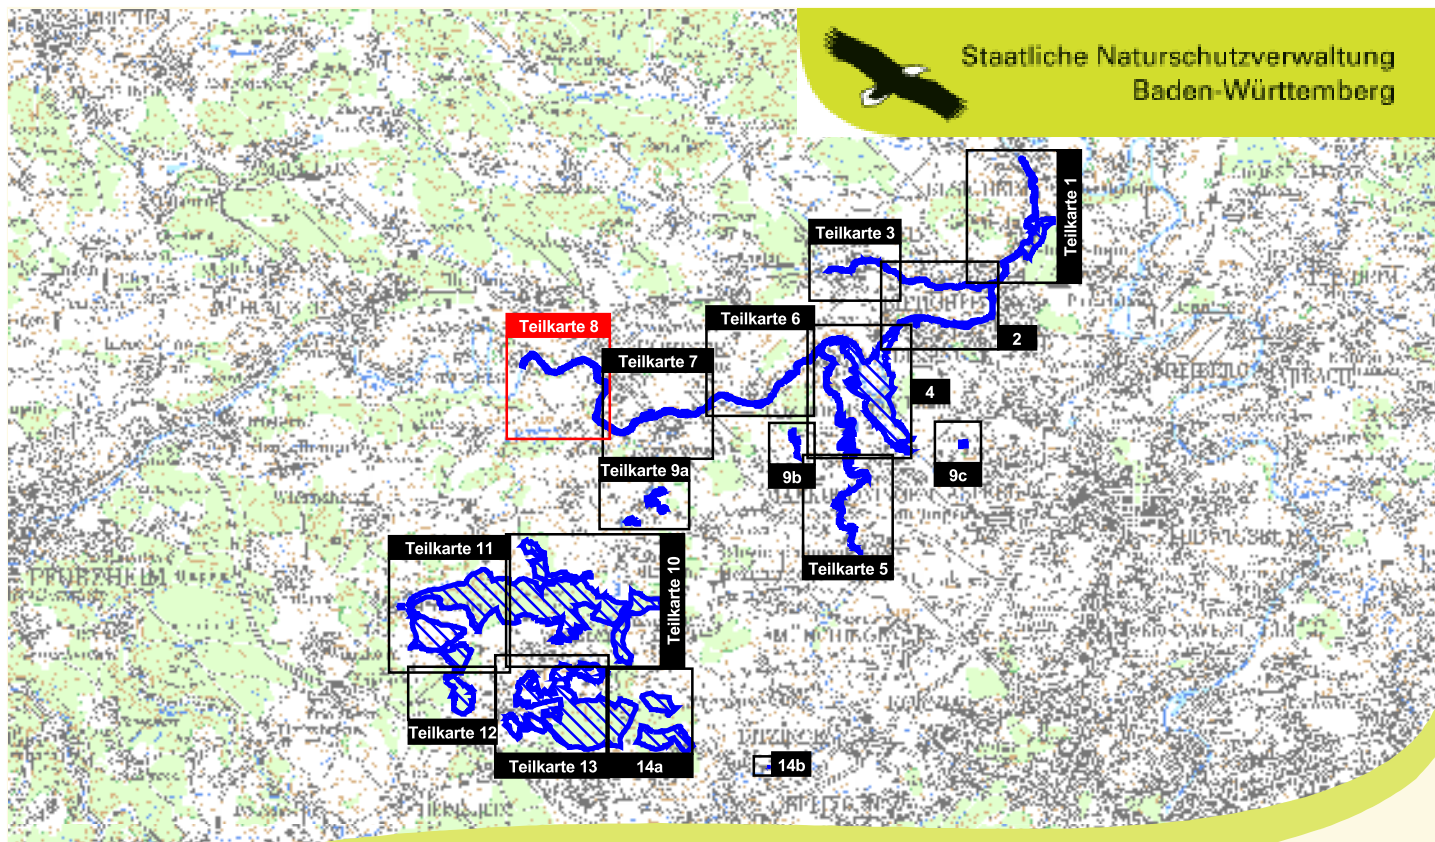 Staatliche Naturschutzverwaltung
Baden-Württemberg
Teilkarte 1
Teilkarte 3
Teilkarte 6
Teilkarte 8
2
Teilkarte 7
4
Teilkarte 9a
9b
9c
Teilkarte 11
Teilkarte 10
Teilkarte 5
PFORZHEIM
Teilkarte 12
Teilkarte 13
14a
14b